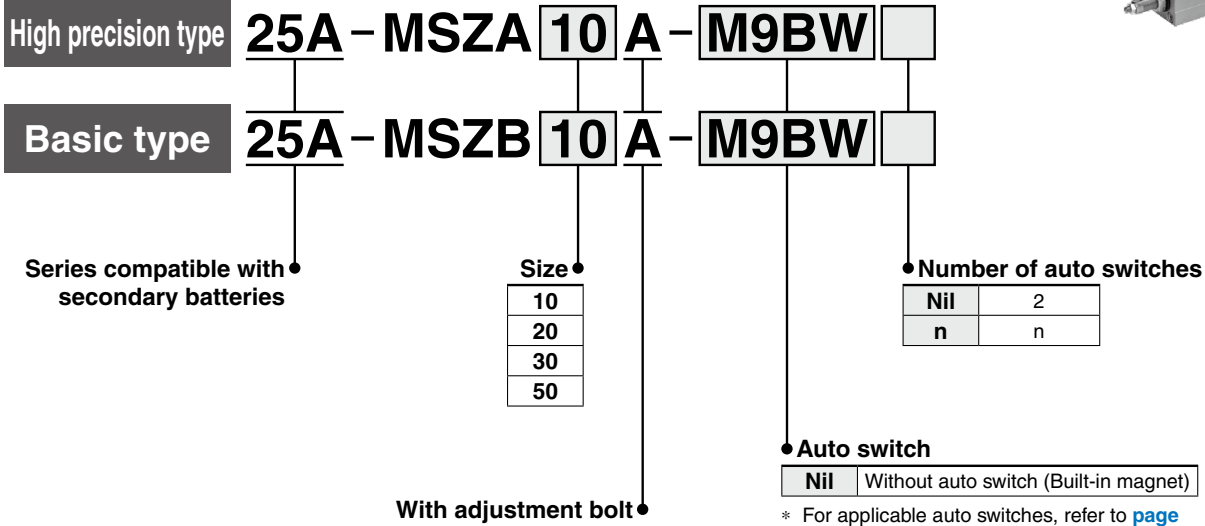 High precision type 25A-MSZA 10 A-M9BW
Basic type 25A-MSZB 10 A-M9BW
Series compatible with
secondary batteries
Size
10
20
30
50
Number of auto switches
Nil 2
n n
Auto switch
Nil Without auto switch (Built-in magnet)
* For applicable auto switches, refer to page
With adjustment bolt